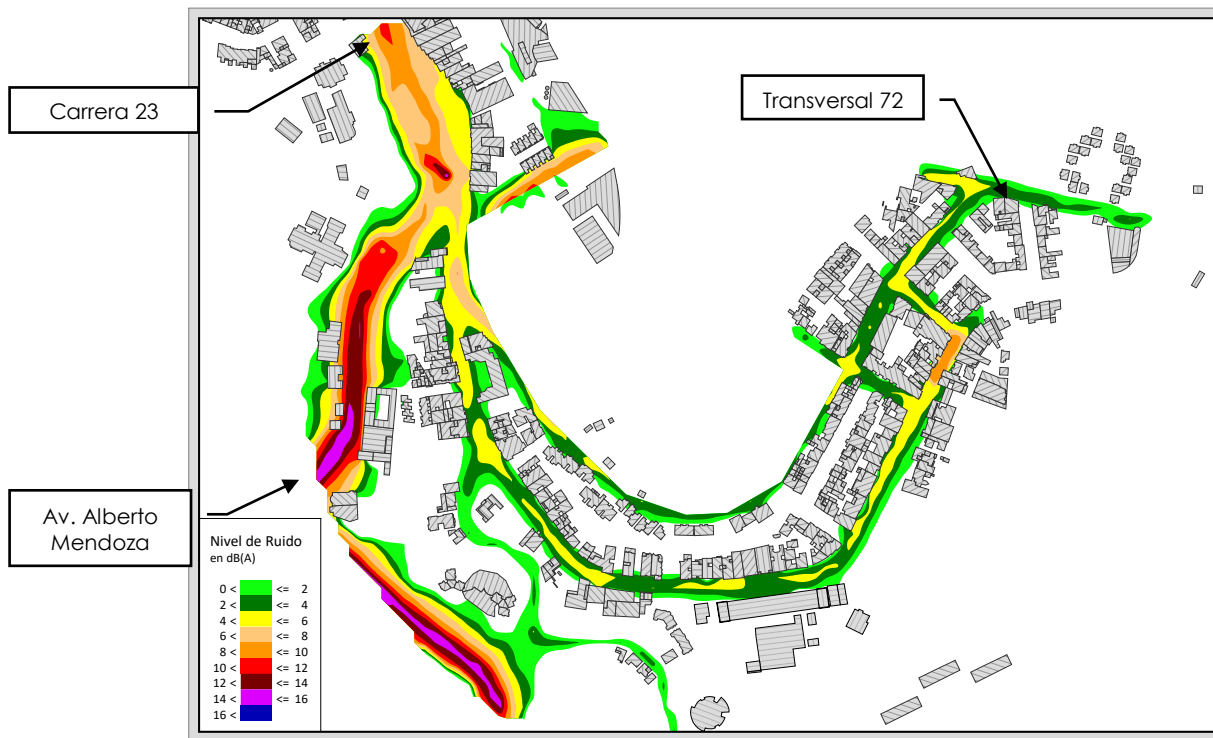 Carrera 23
Transversal 72
Av. Alberto
Mendoza
Nivel de Ruido
en dB(A)
0 < <= 2
2 < <= 4
4 < <= 6
6 < <= 8
8 < <= 10
10 < <= 12
12 < <= 14
14 < <= 16
16 <